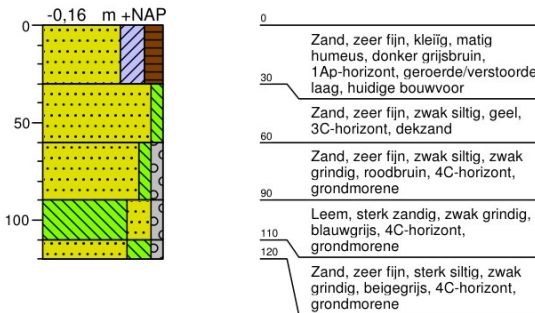 -0,16 m +NAP
0
50
100
0
Zand, zeer fijn, kleiïg, matig
humeus, donker grijsbruin,
1Ap-horizont, geroerde/verstoorde
laag, huidige bouwvoor
30
Zand, zeer fijn, zwak siltig, geel,
3C-horizont, dekzand
60
Zand, zeer fijn, zwak siltig, zwak
grindig, roodbruin, 4C-horizont,
grondmorene
90
Leem, sterk zandig, zwak grindig,
blauwgrijs, 4C-horizont,
grondmorene
110
120
Zand, zeer fijn, sterk siltig, zwak
grindig, beigegrijs, 4C-horizont,
grondmorene